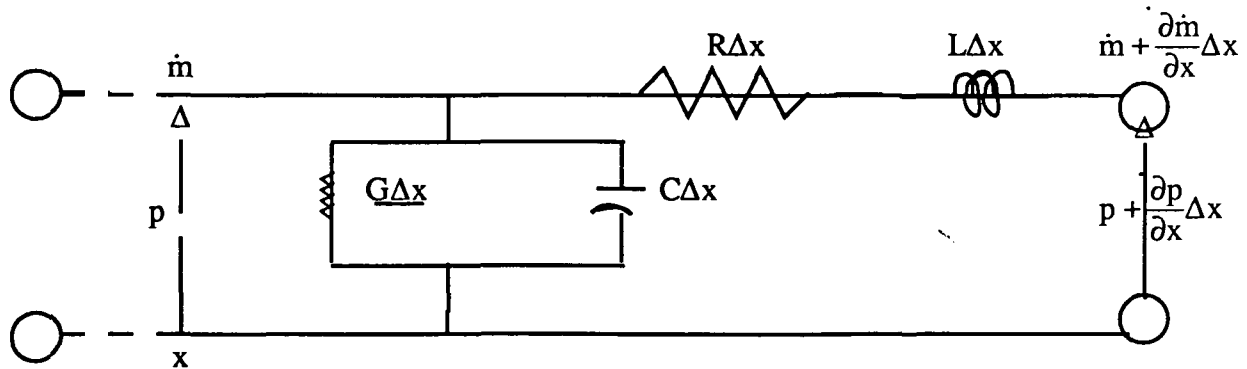 ṁ
RΔx
LΔx
ṁ + ∂ṁ/∂x Δx
Δ
Δ
p
GΔx
CΔx
p + ∂p/∂x Δx
x